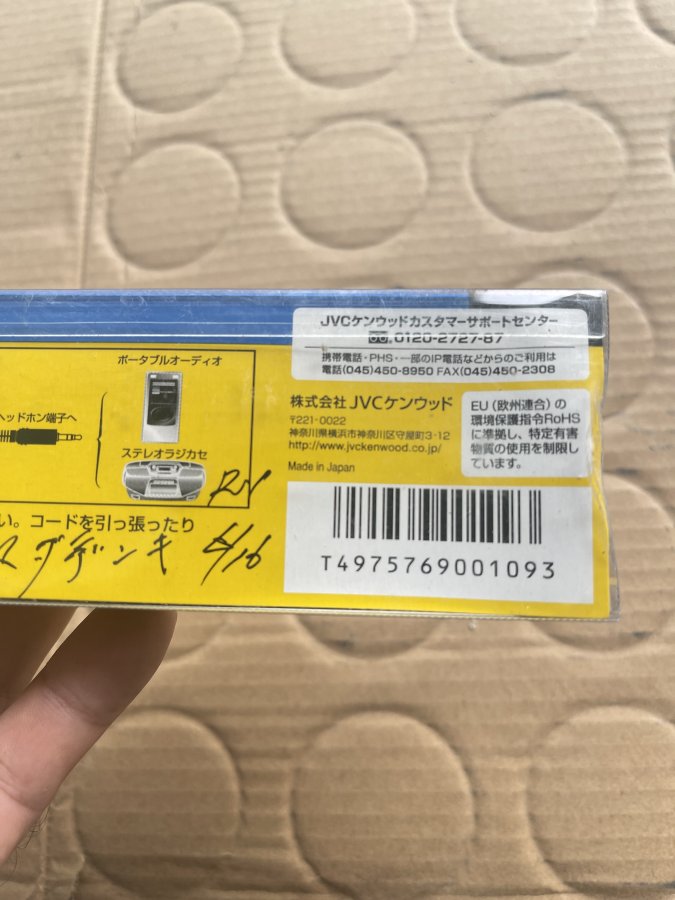 ポータブルオーディオ
ヘッドホン端子へ
ステレオラジカセ
い。コードを引っ張ったり
マダデンキ 6/16
JVCケンウッドカスタマーサポートセンター
0120-2727-87
携帯電話・PHS・一部のIP電話などからのご利用は
電話(045)450-8950 FAX(045)450-2308
株式会社JVCケンウッド
〒221-0022
神奈川県横浜市神奈川区守屋町3-12
http://www.jvckenwood.co.jp/
Made in Japan
EU(欧州連合)の
環境保護指令RoHS
に準拠し、特定有害
物質の使用を制限し
ています。
T4975769001093